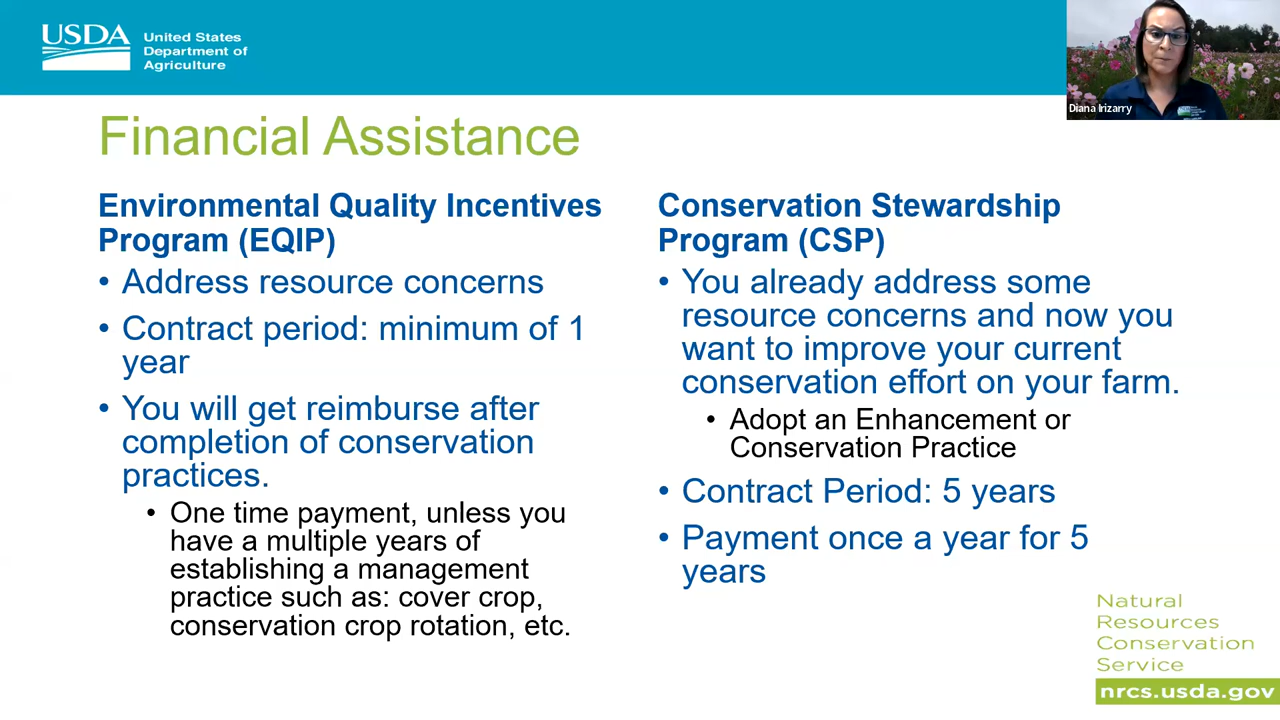 USDA
United States
Department of
Agriculture
Diana Irizarry
Financial Assistance
Environmental Quality Incentives
Program (EQIP)
• Address resource concerns
• Contract period: minimum of 1
year
• You will get reimburse after
completion of conservation
practices.
• One time payment, unless you
have a multiple years of
establishing a management
practice such as: cover crop,
conservation crop rotation, etc.
Conservation Stewardship
Program (CSP)
• You already address some
resource concerns and now you
want to improve your current
conservation effort on your farm.
• Adopt an Enhancement or
Conservation Practice
• Contract Period: 5 years
• Payment once a year for 5
years
Natural
Resources
Conservation
Service
nrcs.usda.gov